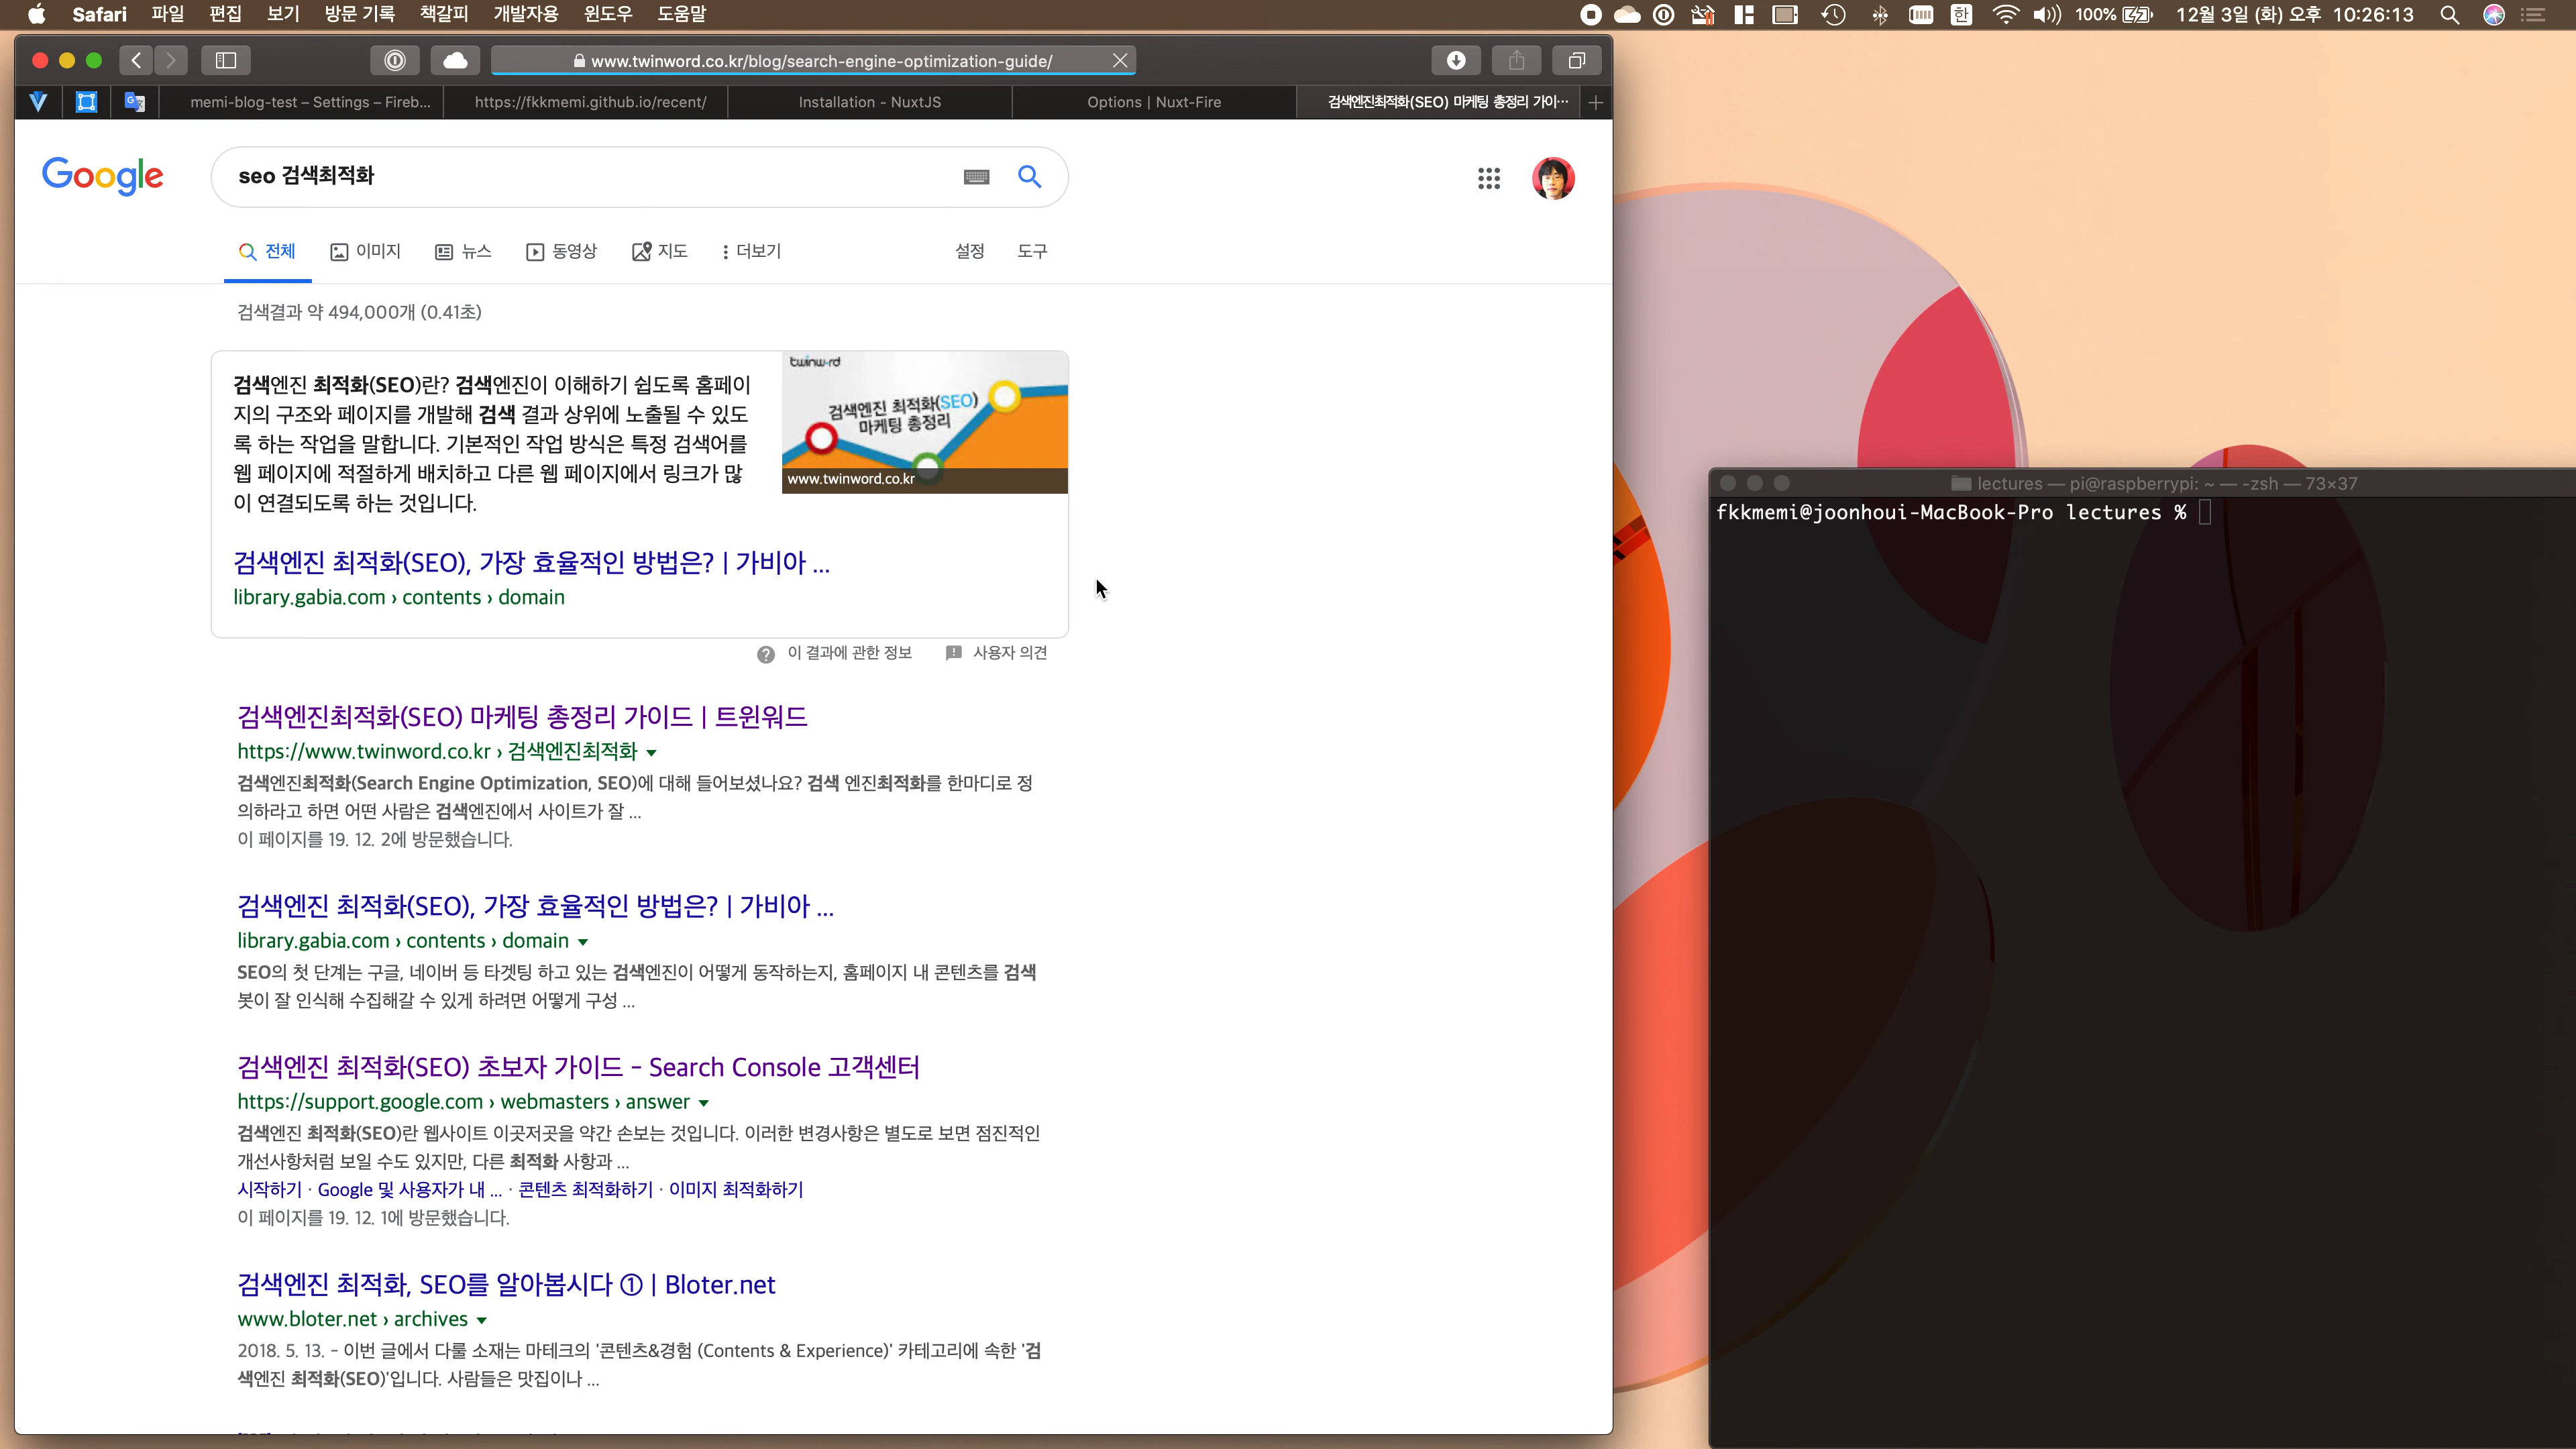 Safari 파일 편집 보기 방문 기록 책갈피 개발자용 윈도우 도움말
한 100% 12월 3일 (화) 오후 10:26:13
www.twinword.co.kr/blog/search-engine-optimization-guide/
memi-blog-test – Settings – Fireb...
https://fkkmemi.github.io/recent/
Installation - NuxtJS
Options | Nuxt-Fire
검색엔진최적화(SEO) 마케팅 총정리 가이...
Google
seo 검색최적화
전체 이미지 뉴스 동영상 지도 더보기 설정 도구
검색결과 약 494,000개 (0.41초)
검색엔진 최적화(SEO)란? 검색엔진이 이해하기 쉽도록 홈페이
지의 구조와 페이지를 개발해 검색 결과 상위에 노출될 수 있도
록 하는 작업을 말합니다. 기본적인 작업 방식은 특정 검색어를
웹 페이지에 적절하게 배치하고 다른 웹 페이지에서 링크가 많
이 연결되도록 하는 것입니다.
twinword
검색엔진 최적화(SEO)
마케팅 총정리
www.twinword.co.kr
검색엔진 최적화(SEO), 가장 효율적인 방법은? | 가비아 ...
library.gabia.com › contents › domain
이 결과에 관한 정보 사용자 의견
검색엔진최적화(SEO) 마케팅 총정리 가이드 | 트윈워드
https://www.twinword.co.kr › 검색엔진최적화
검색엔진최적화(Search Engine Optimization, SEO)에 대해 들어보셨나요? 검색 엔진최적화를 한마디로 정
의하라고 하면 어떤 사람은 검색엔진에서 사이트가 잘 ...
이 페이지를 19. 12. 2에 방문했습니다.
검색엔진 최적화(SEO), 가장 효율적인 방법은? | 가비아 ...
library.gabia.com › contents › domain
SEO의 첫 단계는 구글, 네이버 등 타겟팅 하고 있는 검색엔진이 어떻게 동작하는지, 홈페이지 내 콘텐츠를 검색
봇이 잘 인식해 수집해갈 수 있게 하려면 어떻게 구성 ...
검색엔진 최적화(SEO) 초보자 가이드 - Search Console 고객센터
https://support.google.com › webmasters › answer
검색엔진 최적화(SEO)란 웹사이트 이곳저곳을 약간 손보는 것입니다. 이러한 변경사항은 별도로 보면 점진적인
개선사항처럼 보일 수도 있지만, 다른 최적화 사항과 ...
시작하기 · Google 및 사용자가 내 ... · 콘텐츠 최적화하기 · 이미지 최적화하기
이 페이지를 19. 12. 1에 방문했습니다.
검색엔진 최적화, SEO를 알아봅시다 ① | Bloter.net
www.bloter.net › archives
2018. 5. 13. - 이번 글에서 다룰 소재는 마테크의 '콘텐츠&경험 (Contents & Experience)' 카테고리에 속한 '검
색엔진 최적화(SEO)'입니다. 사람들은 맛집이나 ...
lectures — pi@raspberrypi: ~ — -zsh — 73×37
fkkmemi@joonhoui-MacBook-Pro lectures %